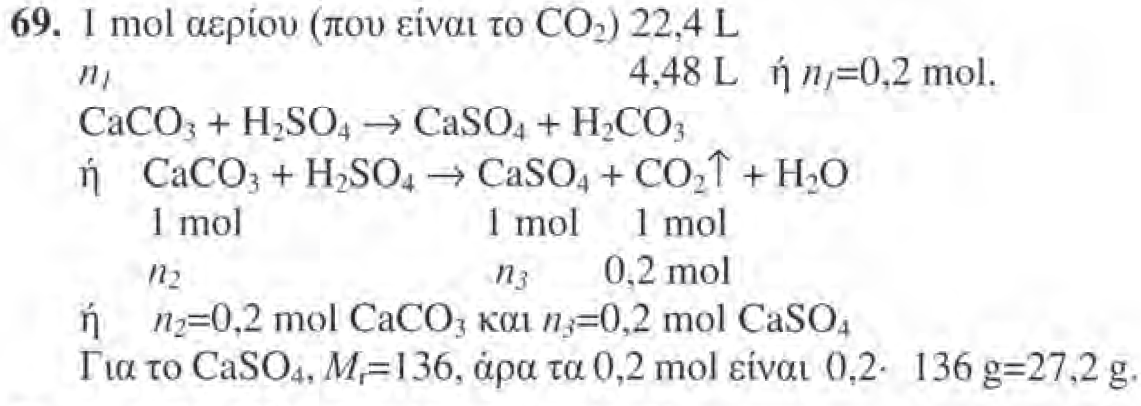 69. 1 mol αερίου (που είναι το CO₂) 22,4 L
n₁ 4,48 L ή n₁=0,2 mol.
CaCO₃ + H₂SO₄ → CaSO₄ + H₂CO₃
ή CaCO₃ + H₂SO₄ → CaSO₄ + CO₂↑ + H₂O
1 mol 1 mol 1 mol
n₂ n₃ 0,2 mol
ή n₂=0,2 mol CaCO₃ και n₃=0,2 mol CaSO₄
Για το CaSO₄, Mᵣ=136, άρα τα 0,2 mol είναι 0,2· 136 g=27,2 g.